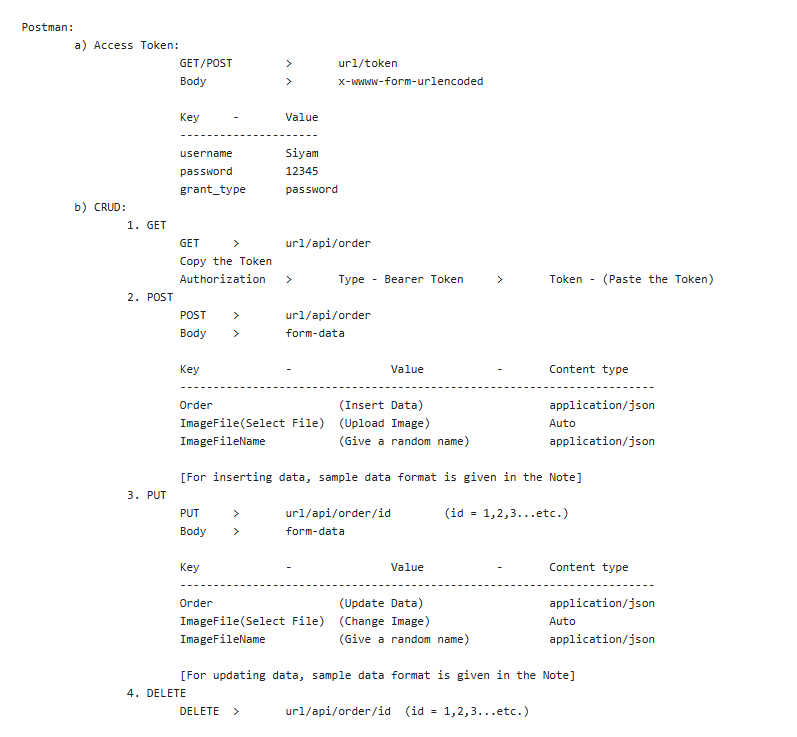 Postman:
a) Access Token:
GET/POST > url/token
Body > x-wwww-form-urlencoded
Key - Value
---------------------
username Siyam
password 12345
grant_type password
b) CRUD:
1. GET
GET > url/api/order
Copy the Token
Authorization > Type - Bearer Token > Token - (Paste the Token)
2. POST
POST > url/api/order
Body > form-data
Key - Value - Content type
------------------------------------------------------------------------
Order (Insert Data) application/json
ImageFile(Select File) (Upload Image) Auto
ImageFileName (Give a random name) application/json
[For inserting data, sample data format is given in the Note]
3. PUT
PUT > url/api/order/id (id = 1,2,3...etc.)
Body > form-data
Key - Value - Content type
------------------------------------------------------------------------
Order (Update Data) application/json
ImageFile(Select File) (Change Image) Auto
ImageFileName (Give a random name) application/json
[For updating data, sample data format is given in the Note]
4. DELETE
DELETE > url/api/order/id (id = 1,2,3...etc.)